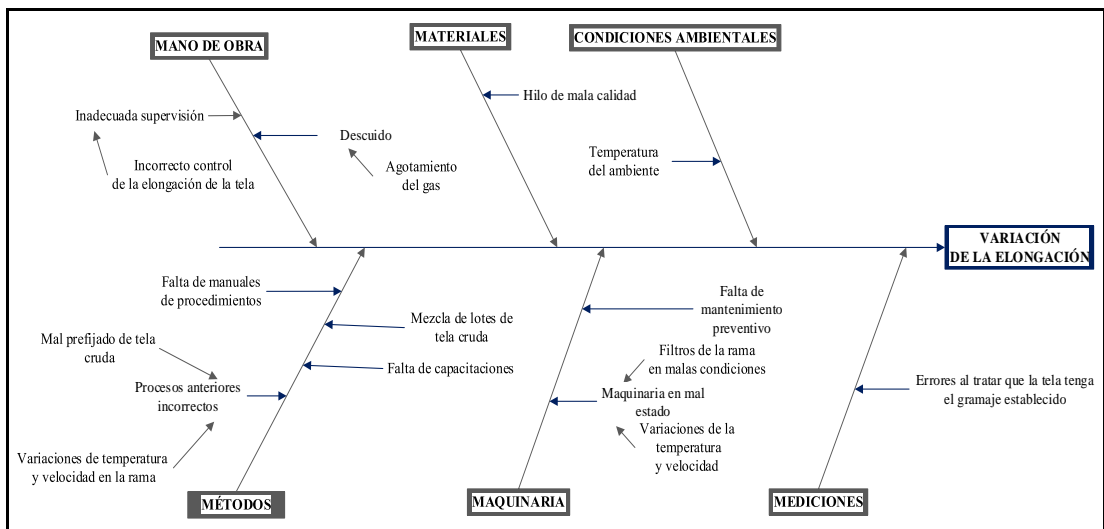 MANO DE OBRA
MATERIALES
CONDICIONES AMBIENTALES
Inadecuada supervisión
Incorrecto control
de la elongación de la tela
Descuido
Agotamiento
del gas
Hilo de mala calidad
Temperatura
del ambiente
VARIACIÓN
DE LA ELONGACIÓN
Falta de manuales
de procedimientos
Mezcla de lotes de
tela cruda
Mal prefijado de tela
cruda
Falta de capacitaciones
Procesos anteriores
incorrectos
Variaciones de temperatura
y velocidad en la rama
Falta de
mantenimiento
preventivo
Filtros de la rama
en malas condiciones
Maquinaria en mal
estado
Variaciones de la
temperatura
y velocidad
Errores al tratar que la tela tenga
el gramaje establecido
MÉTODOS
MAQUINARIA
MEDICIONES